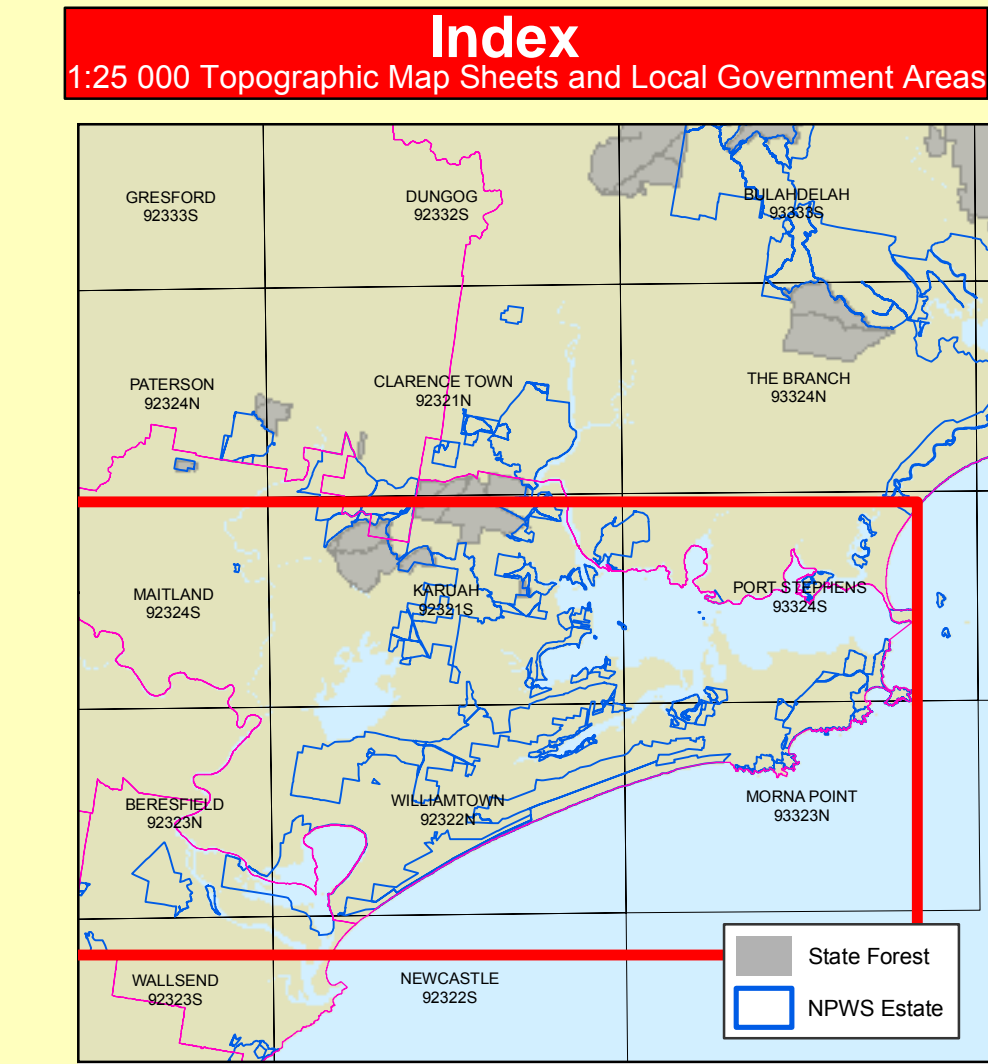 Index
1:25 000 Topographic Map Sheets and Local Government Areas
GRESFORD
92333S
DUNGOG
92332S
BULAHDELAH
93333S
PATERSON
92324N
CLARENCE TOWN
92321N
THE BRANCH
93324N
MAITLAND
92324S
KARUAH
92321S
PORT STEPHENS
93324S
BERESFIELD
92323N
WILLIAMTOWN
92322N
MORNA POINT
93323N
WALLSEND
92323S
NEWCASTLE
92322S
State Forest
NPWS Estate